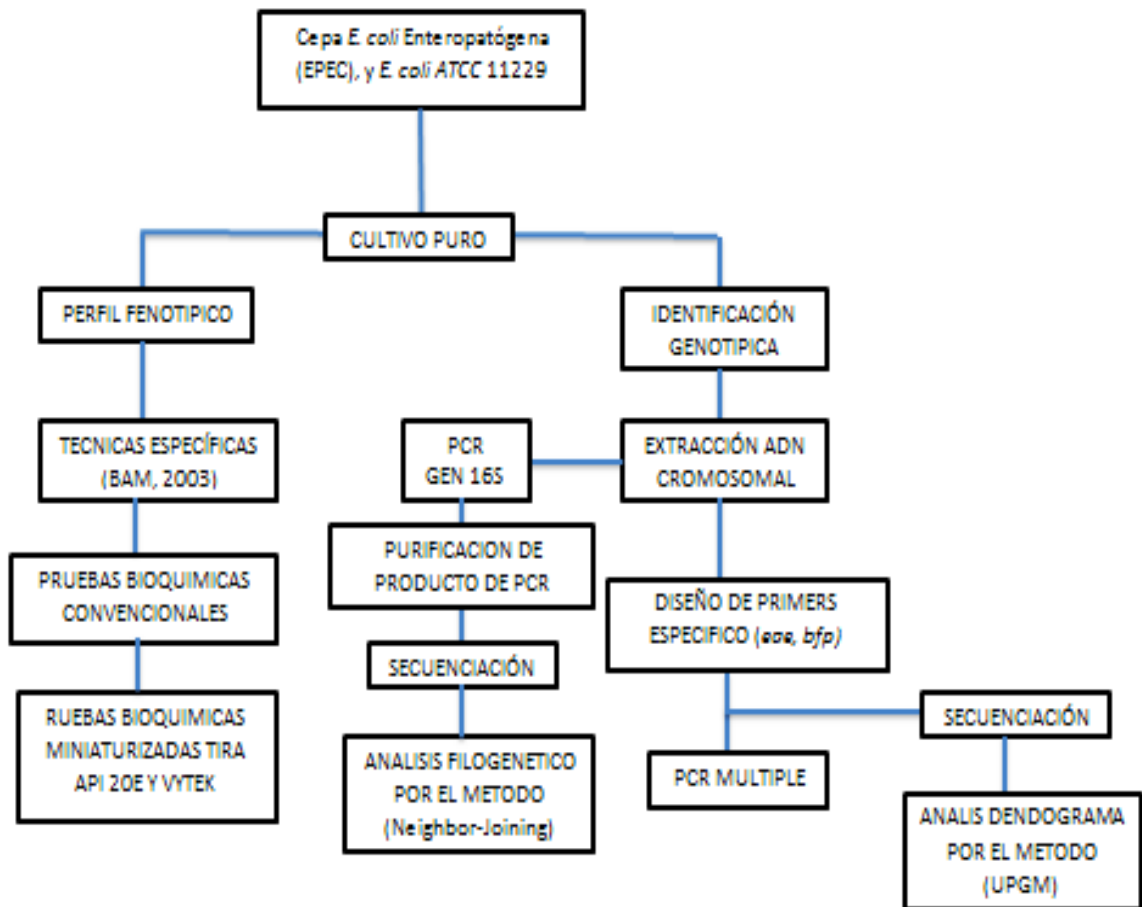 Cepa E. coli Enteropatógena
(EPEC), y E. coli ATCC 11229
CULTIVO PURO
PERFIL FENOTIPICO
IDENTIFICACIÓN
GENOTIPICA
TECNICAS ESPECÍFICAS
(BAM, 2003)
PCR
GEN 16S
EXTRACCIÓN ADN
CROMOSOMAL
PRUEBAS BIOQUIMICAS
CONVENCIONALES
PURIFICACION DE
PRODUCTO DE PCR
DISEÑO DE PRIMERS
ESPECIFICO (eae, bfp)
SECUENCIACIÓN
RUEBAS BIOQUIMICAS
MINIATURIZADAS TIRA
API 20E Y VYTEK
ANALISIS FILOGENETICO
POR EL METODO
(Neighbor-Joining)
PCR MULTIPLE
SECUENCIACIÓN
ANALIS DENDOGRAMA
POR EL METODO
(UPGM)